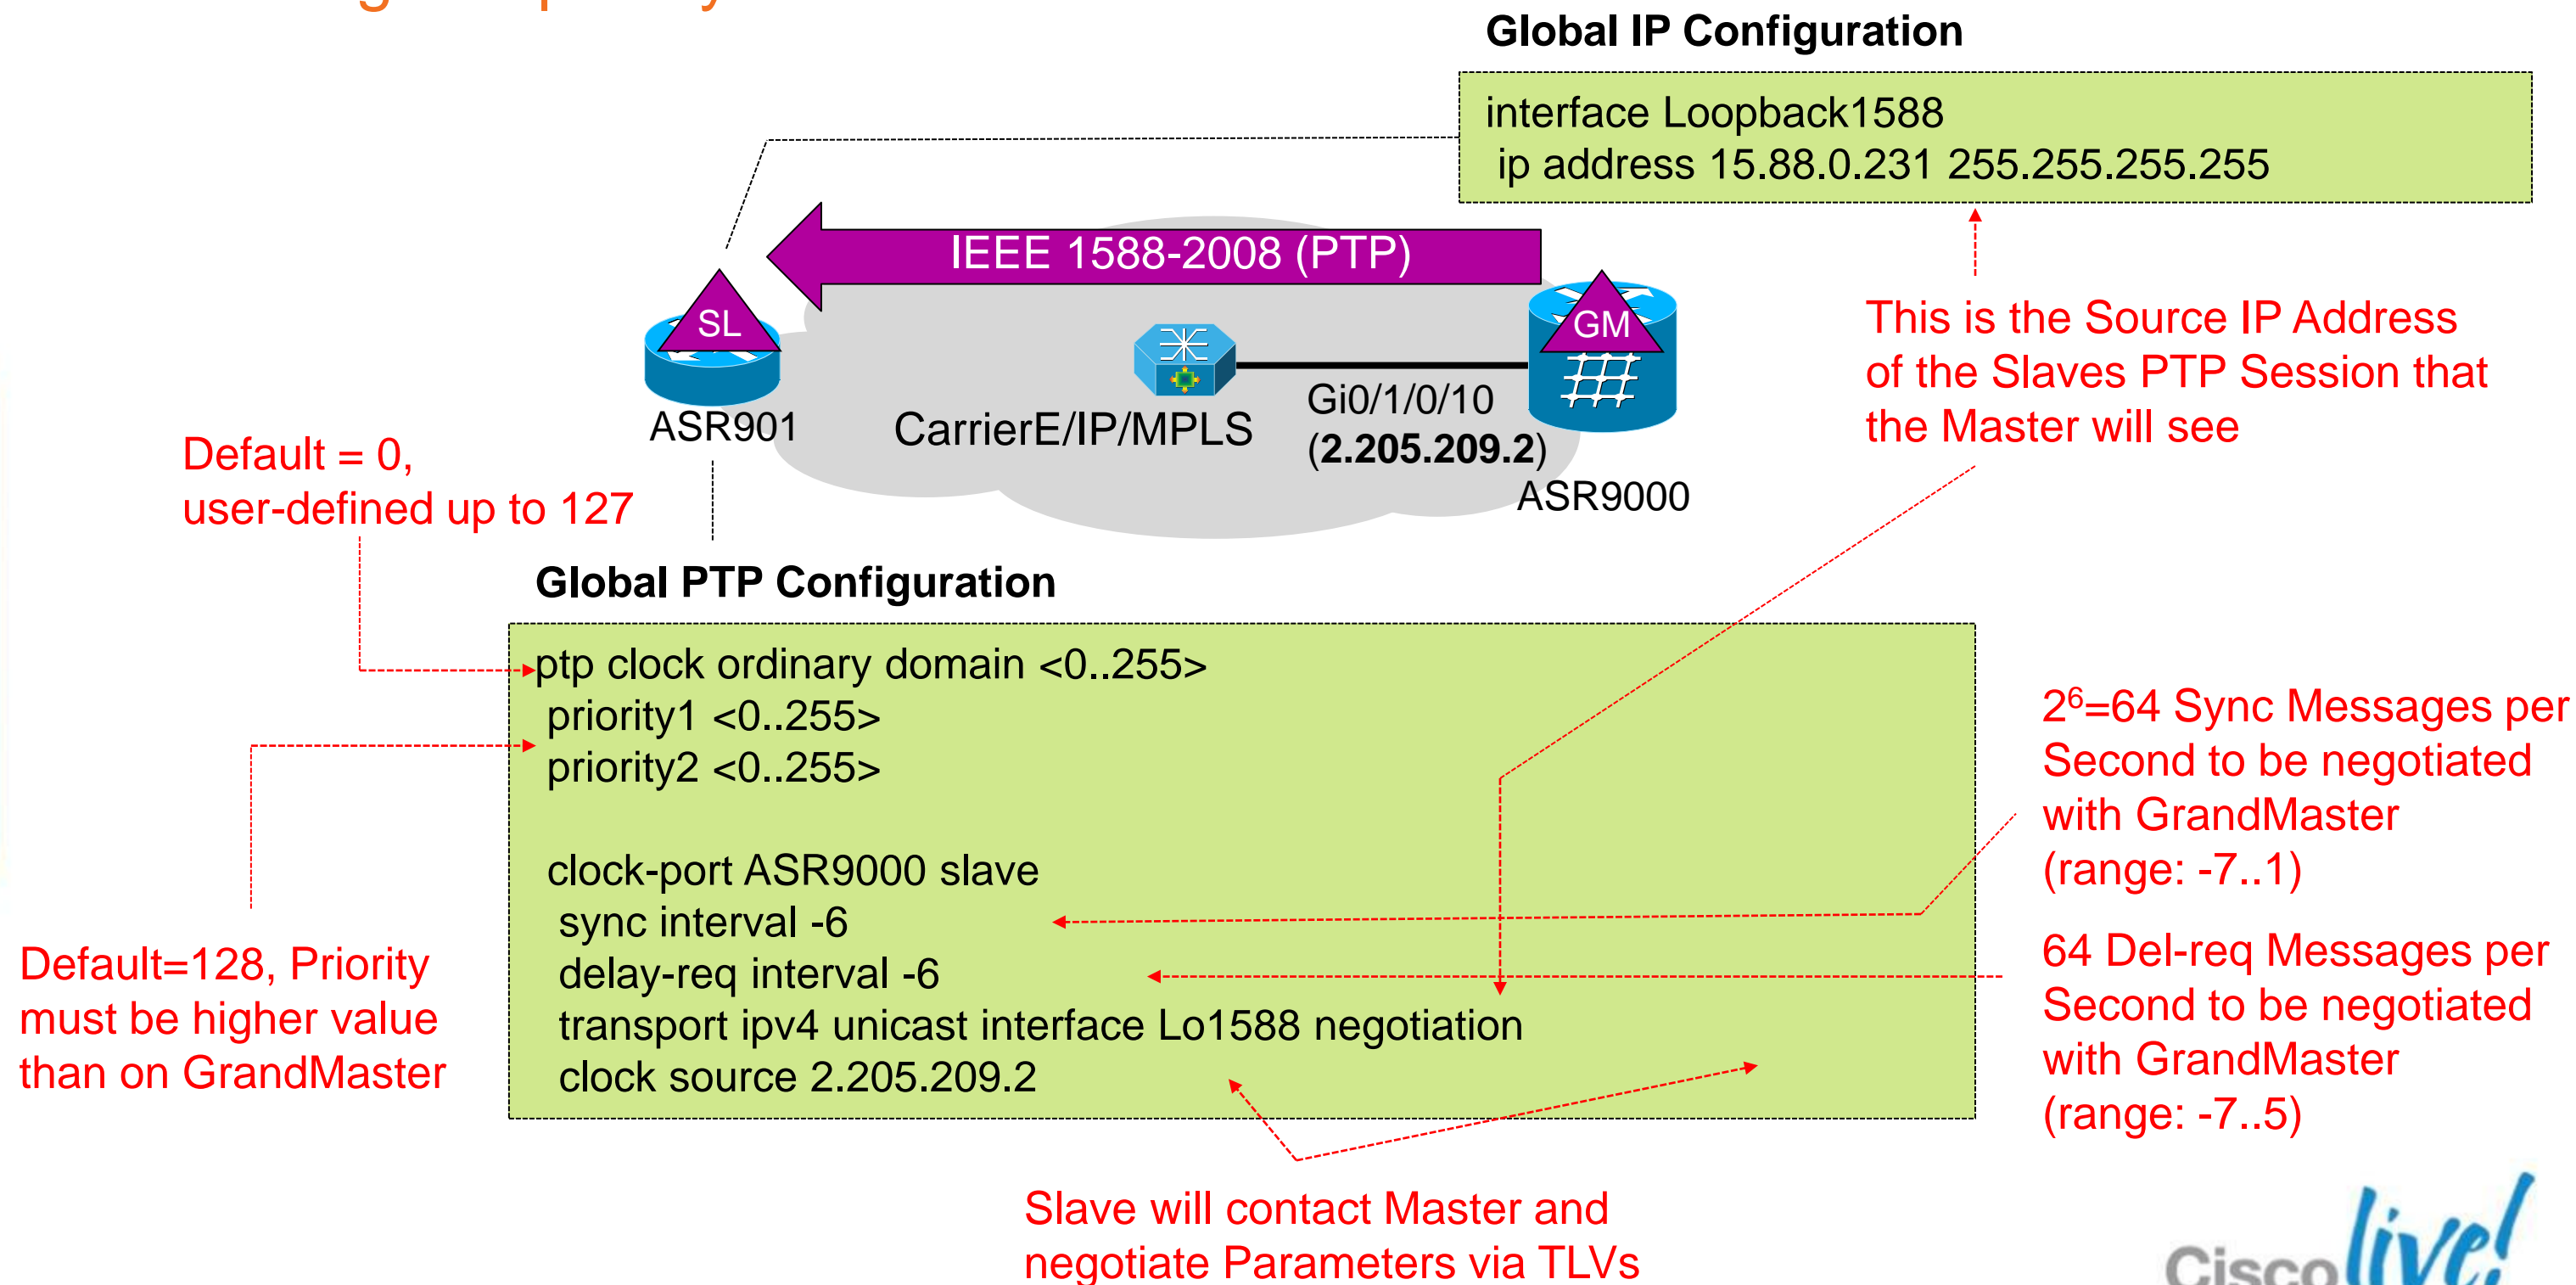 Global IP Configuration
interface Loopback1588
ip address 15.88.0.231 255.255.255.255
IEEE 1588-2008 (PTP)
SL
GM
ASR901
CarrierE/IP/MPLS
Gi0/1/0/10
(2.205.209.2)
ASR9000
This is the Source IP Address
of the Slaves PTP Session that
the Master will see
Default = 0,
user-defined up to 127
Global PTP Configuration
ptp clock ordinary domain <0..255>
priority1 <0..255>
priority2 <0..255>
clock-port ASR9000 slave
sync interval -6
delay-req interval -6
transport ipv4 unicast interface Lo1588 negotiation
clock source 2.205.209.2
Default=128, Priority
must be higher value
than on GrandMaster
2⁶=64 Sync Messages per
Second to be negotiated
with GrandMaster
(range: -7..1)
64 Del-req Messages per
Second to be negotiated
with GrandMaster
(range: -7..5)
Slave will contact Master and
negotiate Parameters via TLVs
Cisco live!